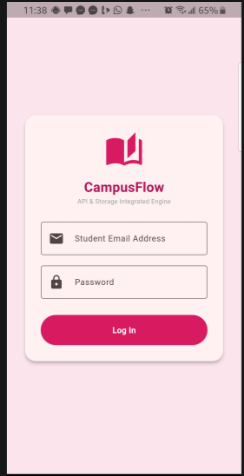 11:38 65%
CampusFlow
API & Storage Integrated Engine
Student Email Address
Password
Log In